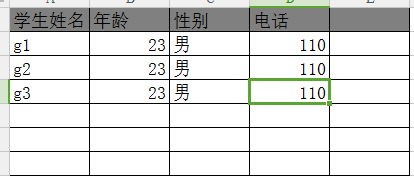 学生姓名 年龄 性别 电话
g1 23 男 110
g2 23 男 110
g3 23 男 110